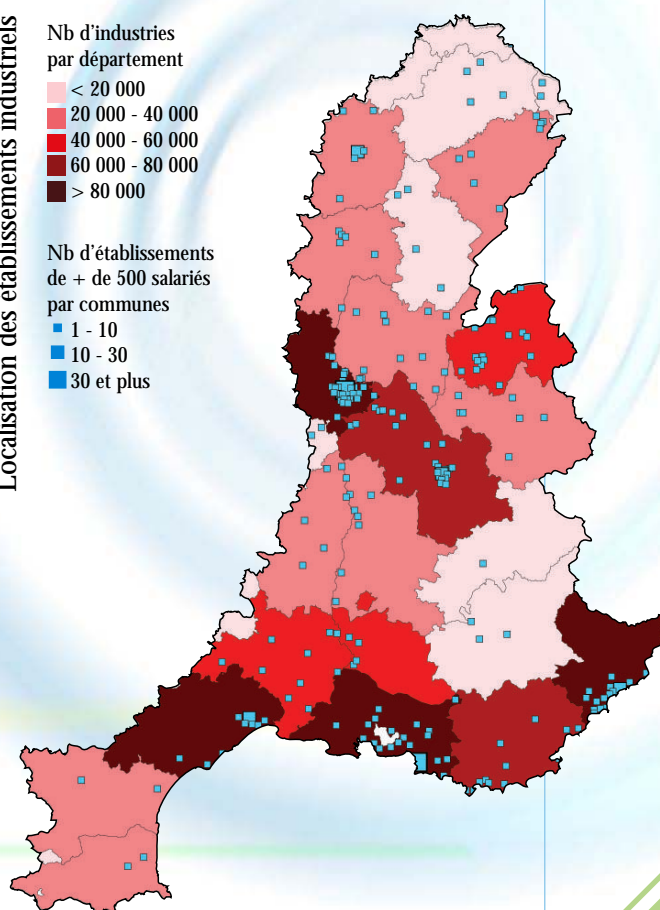 Localisation des etablissements industriels
Nb d'industries
par département
< 20 000
20 000 - 40 000
40 000 - 60 000
60 000 - 80 000
> 80 000
Nb d'établissements
de + de 500 salariés
par communes
1 - 10
10 - 30
30 et plus